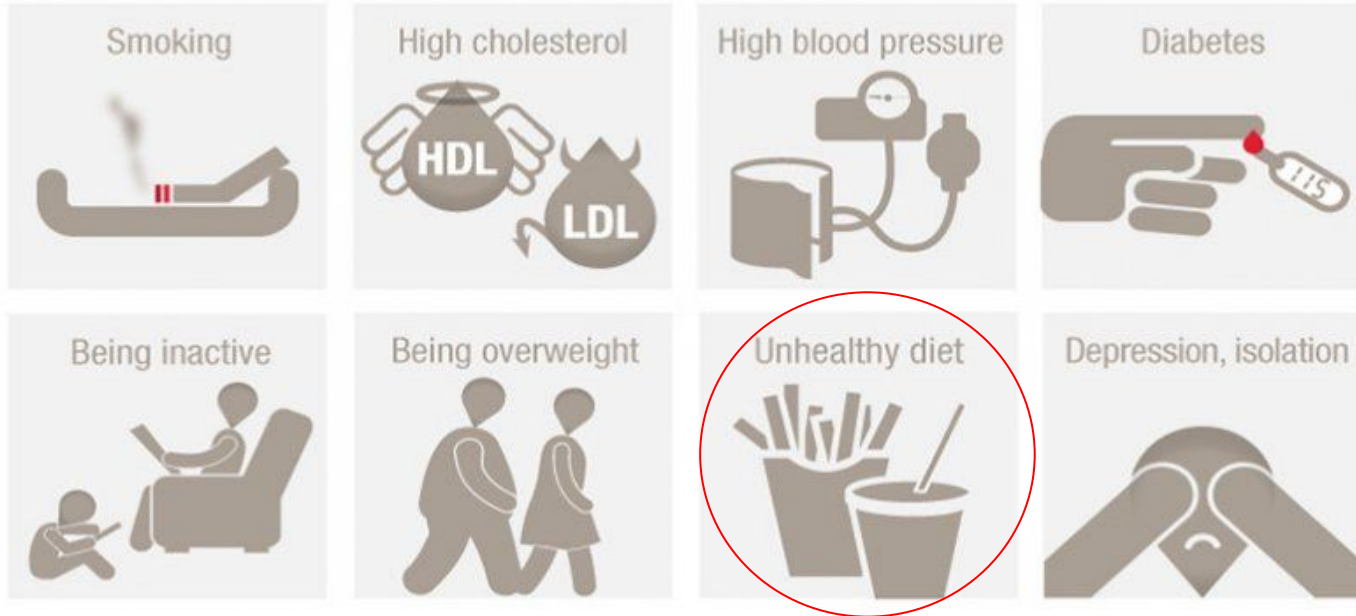 Smoking
High cholesterol
High blood pressure
Diabetes
HDL
LDL
115
Being inactive
Being overweight
Unhealthy diet
Depression, isolation